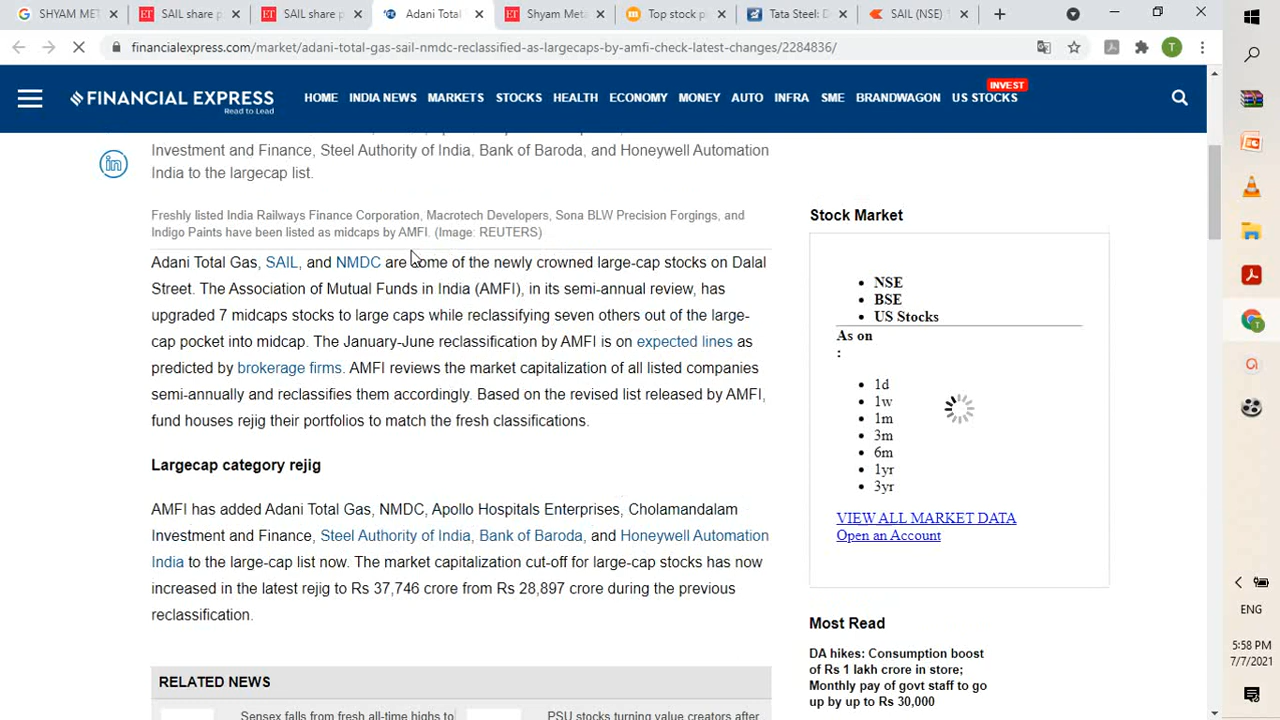 SHYAM MET
SAIL share p
SAIL share p
Adani Total
Shyam Meta
Top stock p
Tata Steel: D
SAIL (NSE)
financialexpress.com/market/adani-total-gas-sail-nmdc-reclassified-as-largecaps-by-amfi-check-latest-changes/2284836/
T
FINANCIAL EXPRESS
Read to Lead
HOME INDIA NEWS MARKETS STOCKS HEALTH ECONOMY MONEY AUTO INFRA SME BRANDWAGON US STOCKS
INVEST
Investment and Finance, Steel Authority of India, Bank of Baroda, and Honeywell Automation
India to the largecap list.
Freshly listed India Railways Finance Corporation, Macrotech Developers, Sona BLW Precision Forgings, and
Indigo Paints have been listed as midcaps by AMFI. (Image: REUTERS)
Adani Total Gas, SAIL, and NMDC are some of the newly crowned large-cap stocks on Dalal
Street. The Association of Mutual Funds in India (AMFI), in its semi-annual review, has
upgraded 7 midcaps stocks to large caps while reclassifying seven others out of the large-
cap pocket into midcap. The January-June reclassification by AMFI is on expected lines as
predicted by brokerage firms. AMFI reviews the market capitalization of all listed companies
semi-annually and reclassifies them accordingly. Based on the revised list released by AMFI,
fund houses rejig their portfolios to match the fresh classifications.
Largecap category rejig
AMFI has added Adani Total Gas, NMDC, Apollo Hospitals Enterprises, Cholamandalam
Investment and Finance, Steel Authority of India, Bank of Baroda, and Honeywell Automation
India to the large-cap list now. The market capitalization cut-off for large-cap stocks has now
increased in the latest rejig to Rs 37,746 crore from Rs 28,897 crore during the previous
reclassification.
RELATED NEWS
Sensex falls from fresh all-time highs to
PSU stocks turning value creators after
Stock Market
NSE
BSE
US Stocks
As on
:
1d
1w
1m
3m
6m
1yr
3yr
VIEW ALL MARKET DATA
Open an Account
Most Read
DA hikes: Consumption boost
of Rs 1 lakh crore in store;
Monthly pay of govt staff to go
up by up to Rs 30,000
ENG
5:58 PM
7/7/2021